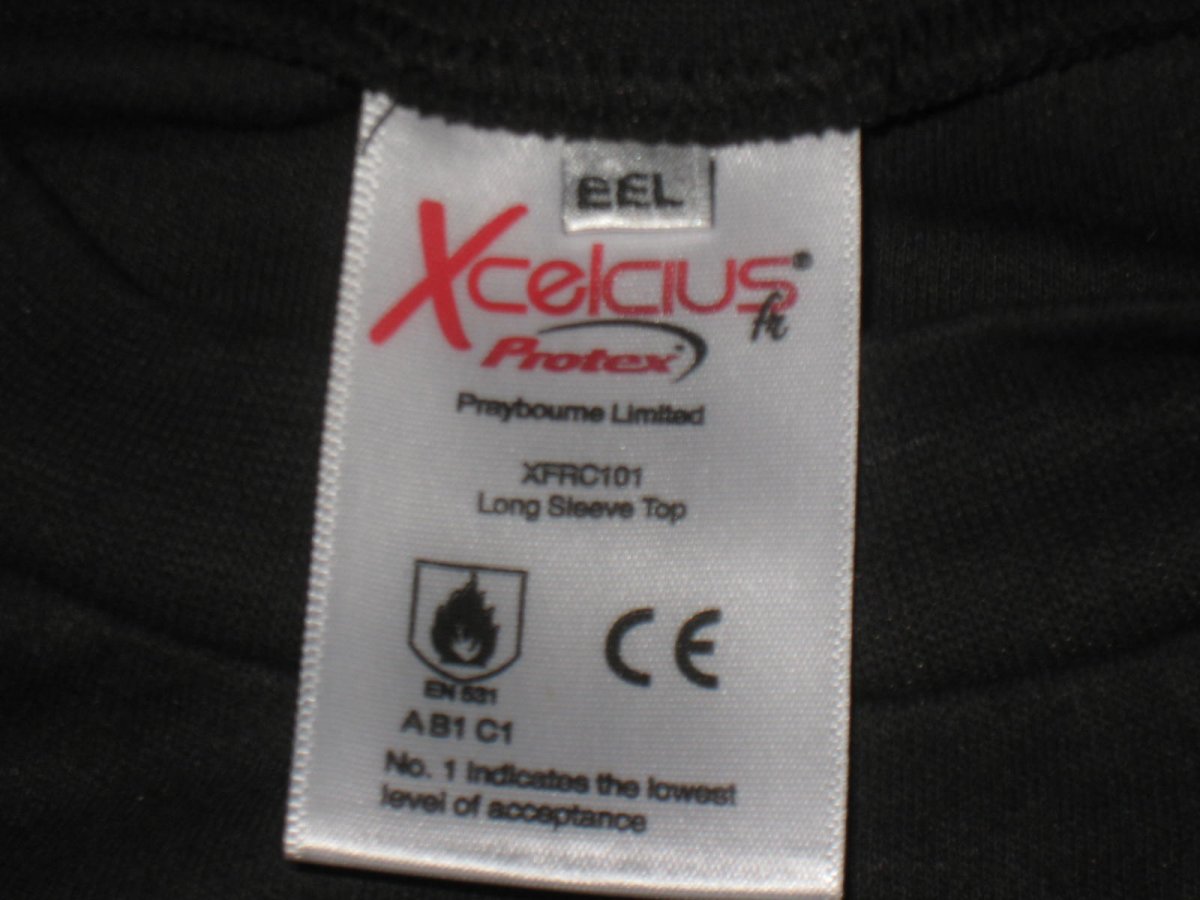 EEL
Xcelcius®
fr
Protex™
Praybourne Limited
XFRC101
Long Sleeve Top
EN 531
CE
A B1 C1
No. 1 indicates the lowest
level of acceptance